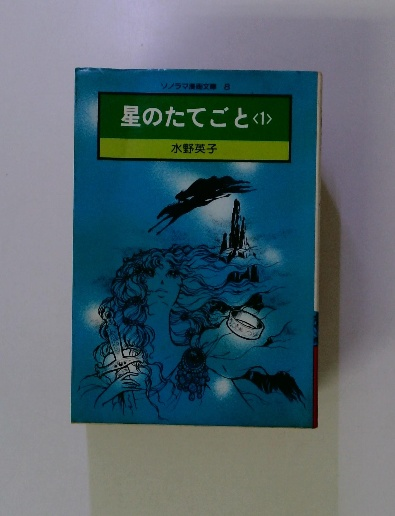 ソノラマ漫画文庫 8
星のたてごと〈1〉
水野英子